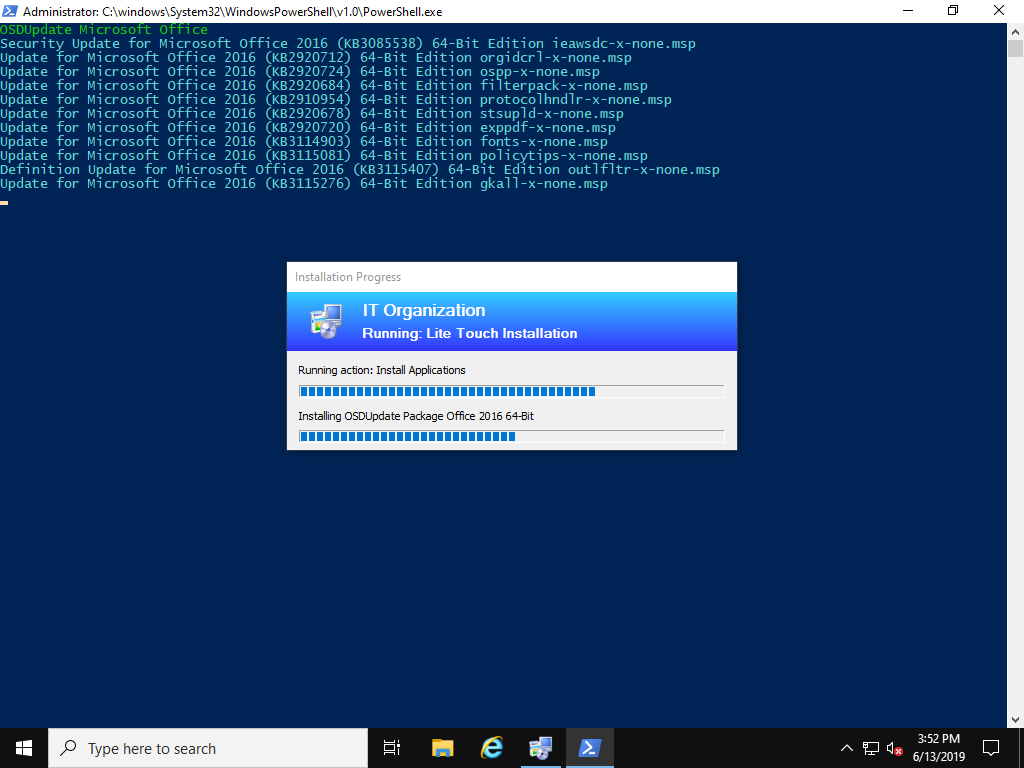 Administrator: C:\windows\System32\WindowsPowerShell\v1.0\PowerShell.exe
OSDUpdate Microsoft Office
Security Update for Microsoft Office 2016 (KB3085538) 64-Bit Edition ieawsdc-x-none.msp
Update for Microsoft Office 2016 (KB2920712) 64-Bit Edition orgidcrl-x-none.msp
Update for Microsoft Office 2016 (KB2920724) 64-Bit Edition ospp-x-none.msp
Update for Microsoft Office 2016 (KB2920684) 64-Bit Edition filterpack-x-none.msp
Update for Microsoft Office 2016 (KB2910954) 64-Bit Edition protocolhndlr-x-none.msp
Update for Microsoft Office 2016 (KB2920678) 64-Bit Edition stsupld-x-none.msp
Update for Microsoft Office 2016 (KB2920720) 64-Bit Edition exppdf-x-none.msp
Update for Microsoft Office 2016 (KB3114903) 64-Bit Edition fonts-x-none.msp
Update for Microsoft Office 2016 (KB3115081) 64-Bit Edition policytips-x-none.msp
Definition Update for Microsoft Office 2016 (KB3115407) 64-Bit Edition outlfltr-x-none.msp
Update for Microsoft Office 2016 (KB3115276) 64-Bit Edition gkall-x-none.msp
Installation Progress
IT Organization
Running: Lite Touch Installation
Running action: Install Applications
Installing OSDUpdate Package Office 2016 64-Bit
Type here to search
3:52 PM
6/13/2019